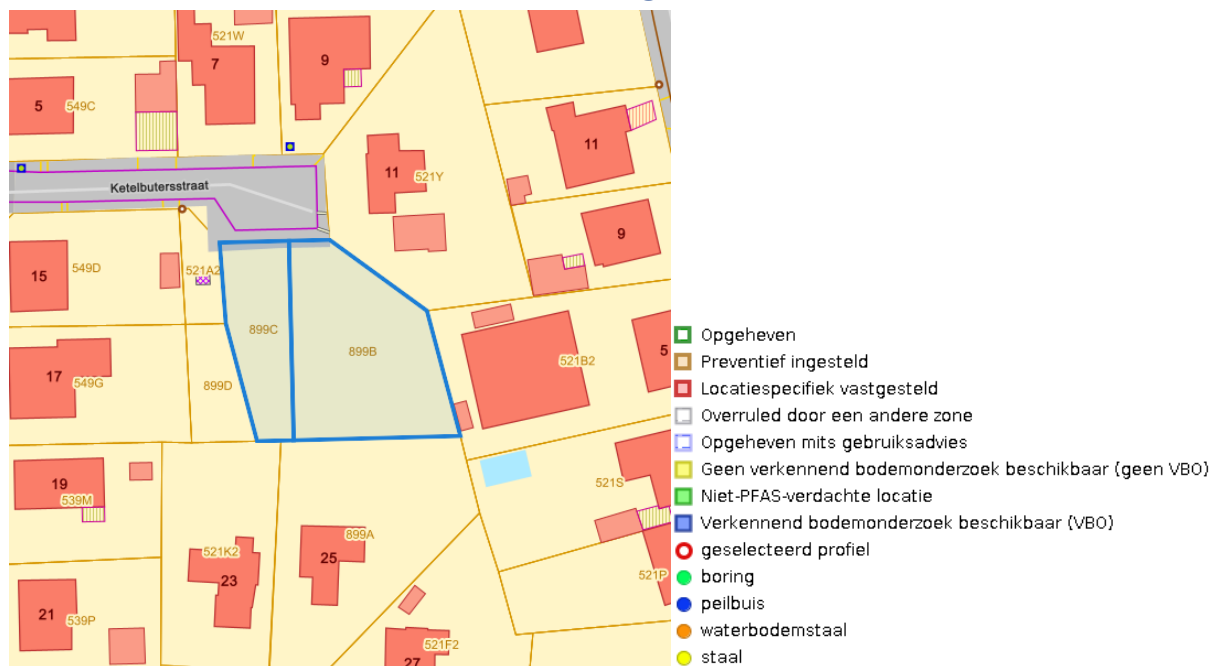 521W
7
9
5
549C
11
11
521Y
Ketelbutersstraat
9
15
549D
521A2
899C
899B
521B2
5
17
549G
899D
19
539M
521S
521K2
23
25
899A
521P
21
539P
521F2
27
Opgeheven
Preventief ingesteld
Locatiespecifiek vastgesteld
Overruled door een andere zone
Opgeheven mits gebruiksadvies
Geen verkennend bodemonderzoek beschikbaar (geen VBO)
Niet-PFAS-verdachte locatie
Verkennend bodemonderzoek beschikbaar (VBO)
geselecteerd profiel
boring
peilbuis
waterbodemstaal
staal